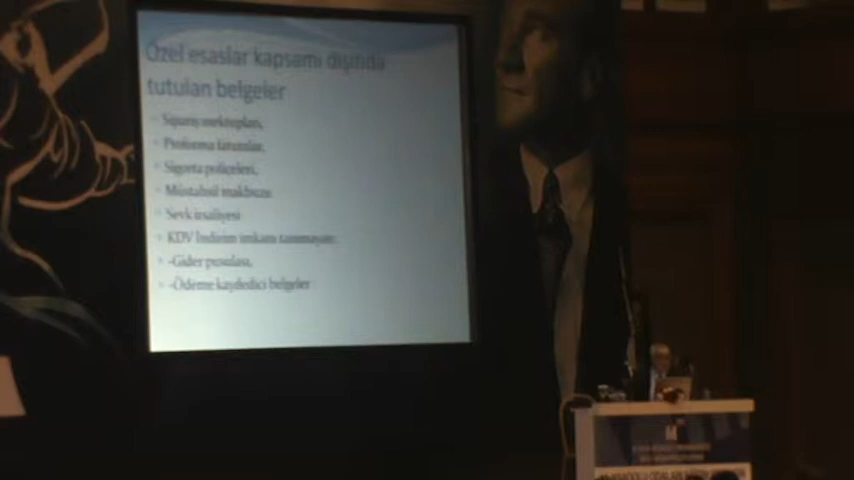 Özel esaslar kapsamı dışında
tutulan belgeler
Sipariş mektupları,
Proforma faturalar,
Sigorta poliçeleri,
Müstahsil makbuzu
Sevk irsaliyesi
KDV İndirim imkanı tanımayan;
-Gider pusulası,
-Ödeme kaydedici belgeler